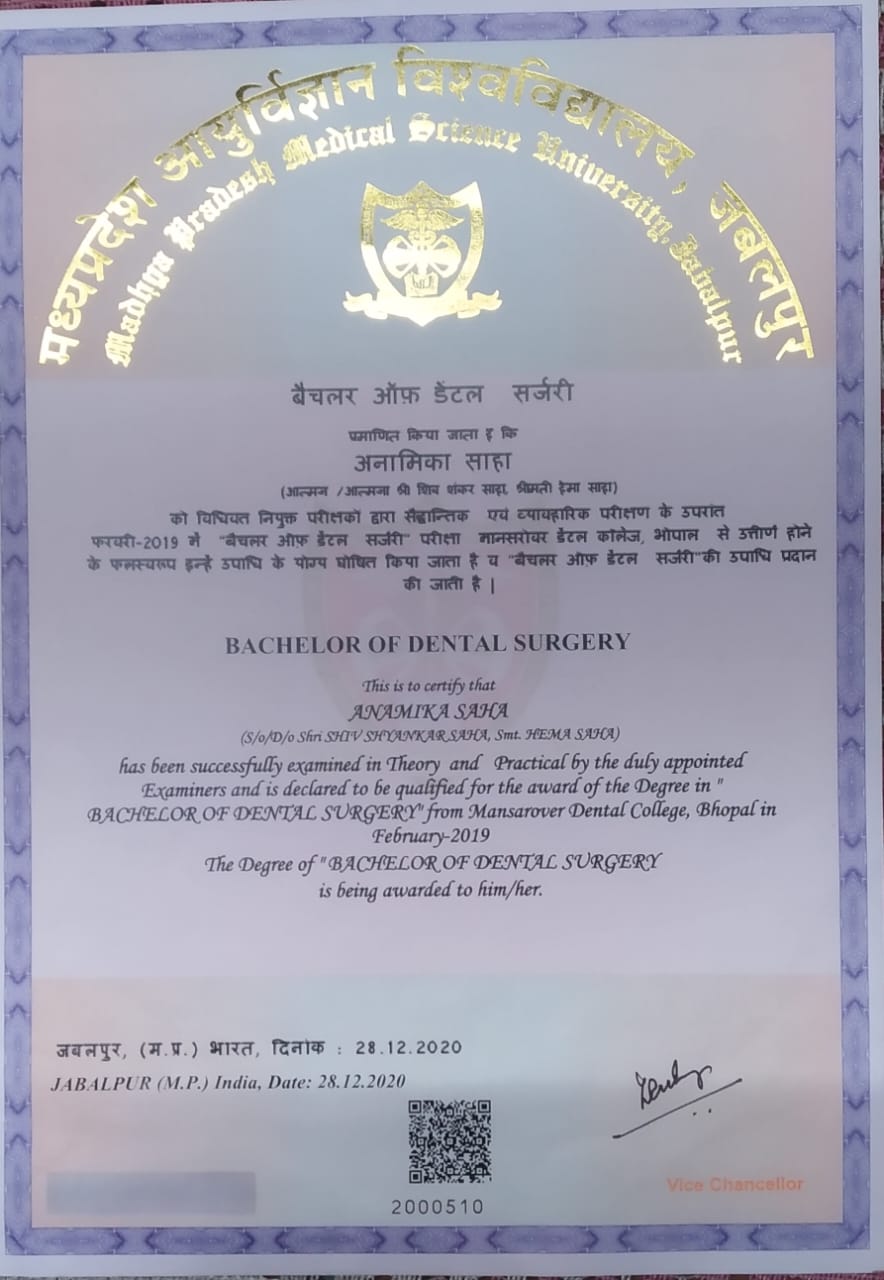 मध्यप्रदेश आयुर्विज्ञान विश्वविद्यालय, जबलपुर
Madhya Pradesh Medical Science University, Jabalpur
बैचलर ऑफ़ डेंटल सर्जरी
प्रमाणित किया जाता है कि
अनामिका साहा
(आत्मज /आत्मजा श्री शिव शंकर साहा, श्रीमती हेमा साहा)
को विधिवत नियुक्त परीक्षकों द्वारा सैद्धान्तिक एवं व्यावहारिक परीक्षण के उपरांत
फरवरी-2019 में "बैचलर ऑफ़ डेंटल सर्जरी" परीक्षा मानसरोवर डेंटल कॉलेज, भोपाल से उत्तीर्ण होने
के फलस्वरूप इन्हें उपाधि के योग्य घोषित किया जाता है व "बैचलर ऑफ़ डेंटल सर्जरी"की उपाधि प्रदान
की जाती है |
BACHELOR OF DENTAL SURGERY
This is to certify that
ANAMIKA SAHA
(S/o/D/o Shri SHIV SHYANKAR SAHA, Smt. HEMA SAHA)
has been successfully examined in Theory and Practical by the duly appointed
Examiners and is declared to be qualified for the award of the Degree in "
BACHELOR OF DENTAL SURGERY" from Mansarover Dental College, Bhopal in
February-2019
The Degree of "BACHELOR OF DENTAL SURGERY
is being awarded to him/her.
जबलपुर, (म.प्र.) भारत, दिनांक : 28.12.2020
JABALPUR (M.P.) India, Date: 28.12.2020
Vice Chancellor
2000510